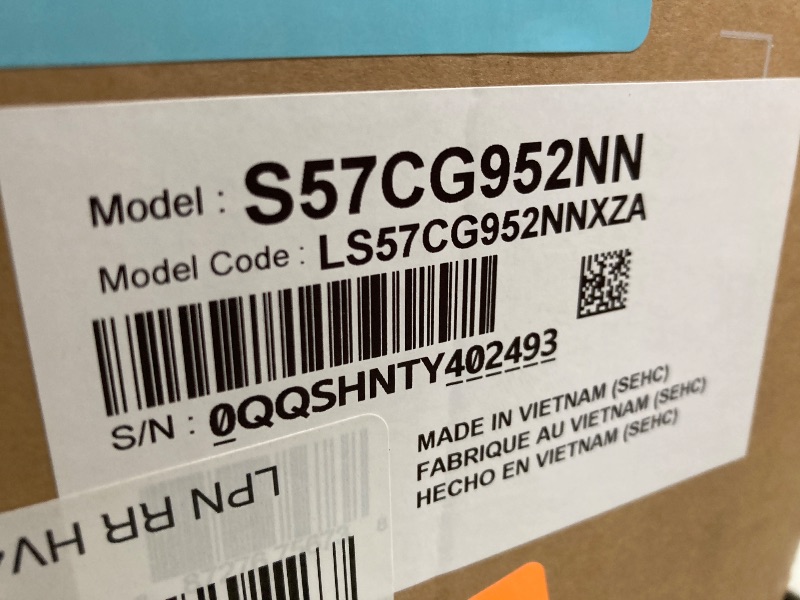 Model : S57CG952NN
Model Code : LS57CG952NNXZA
S/N : 0QQSHNTY402493
MADE IN VIETNAM (SEHC)
FABRIQUE AU VIETNAM (SEHC)
HECHO EN VIETNAM (SEHC)
LPN RR HV